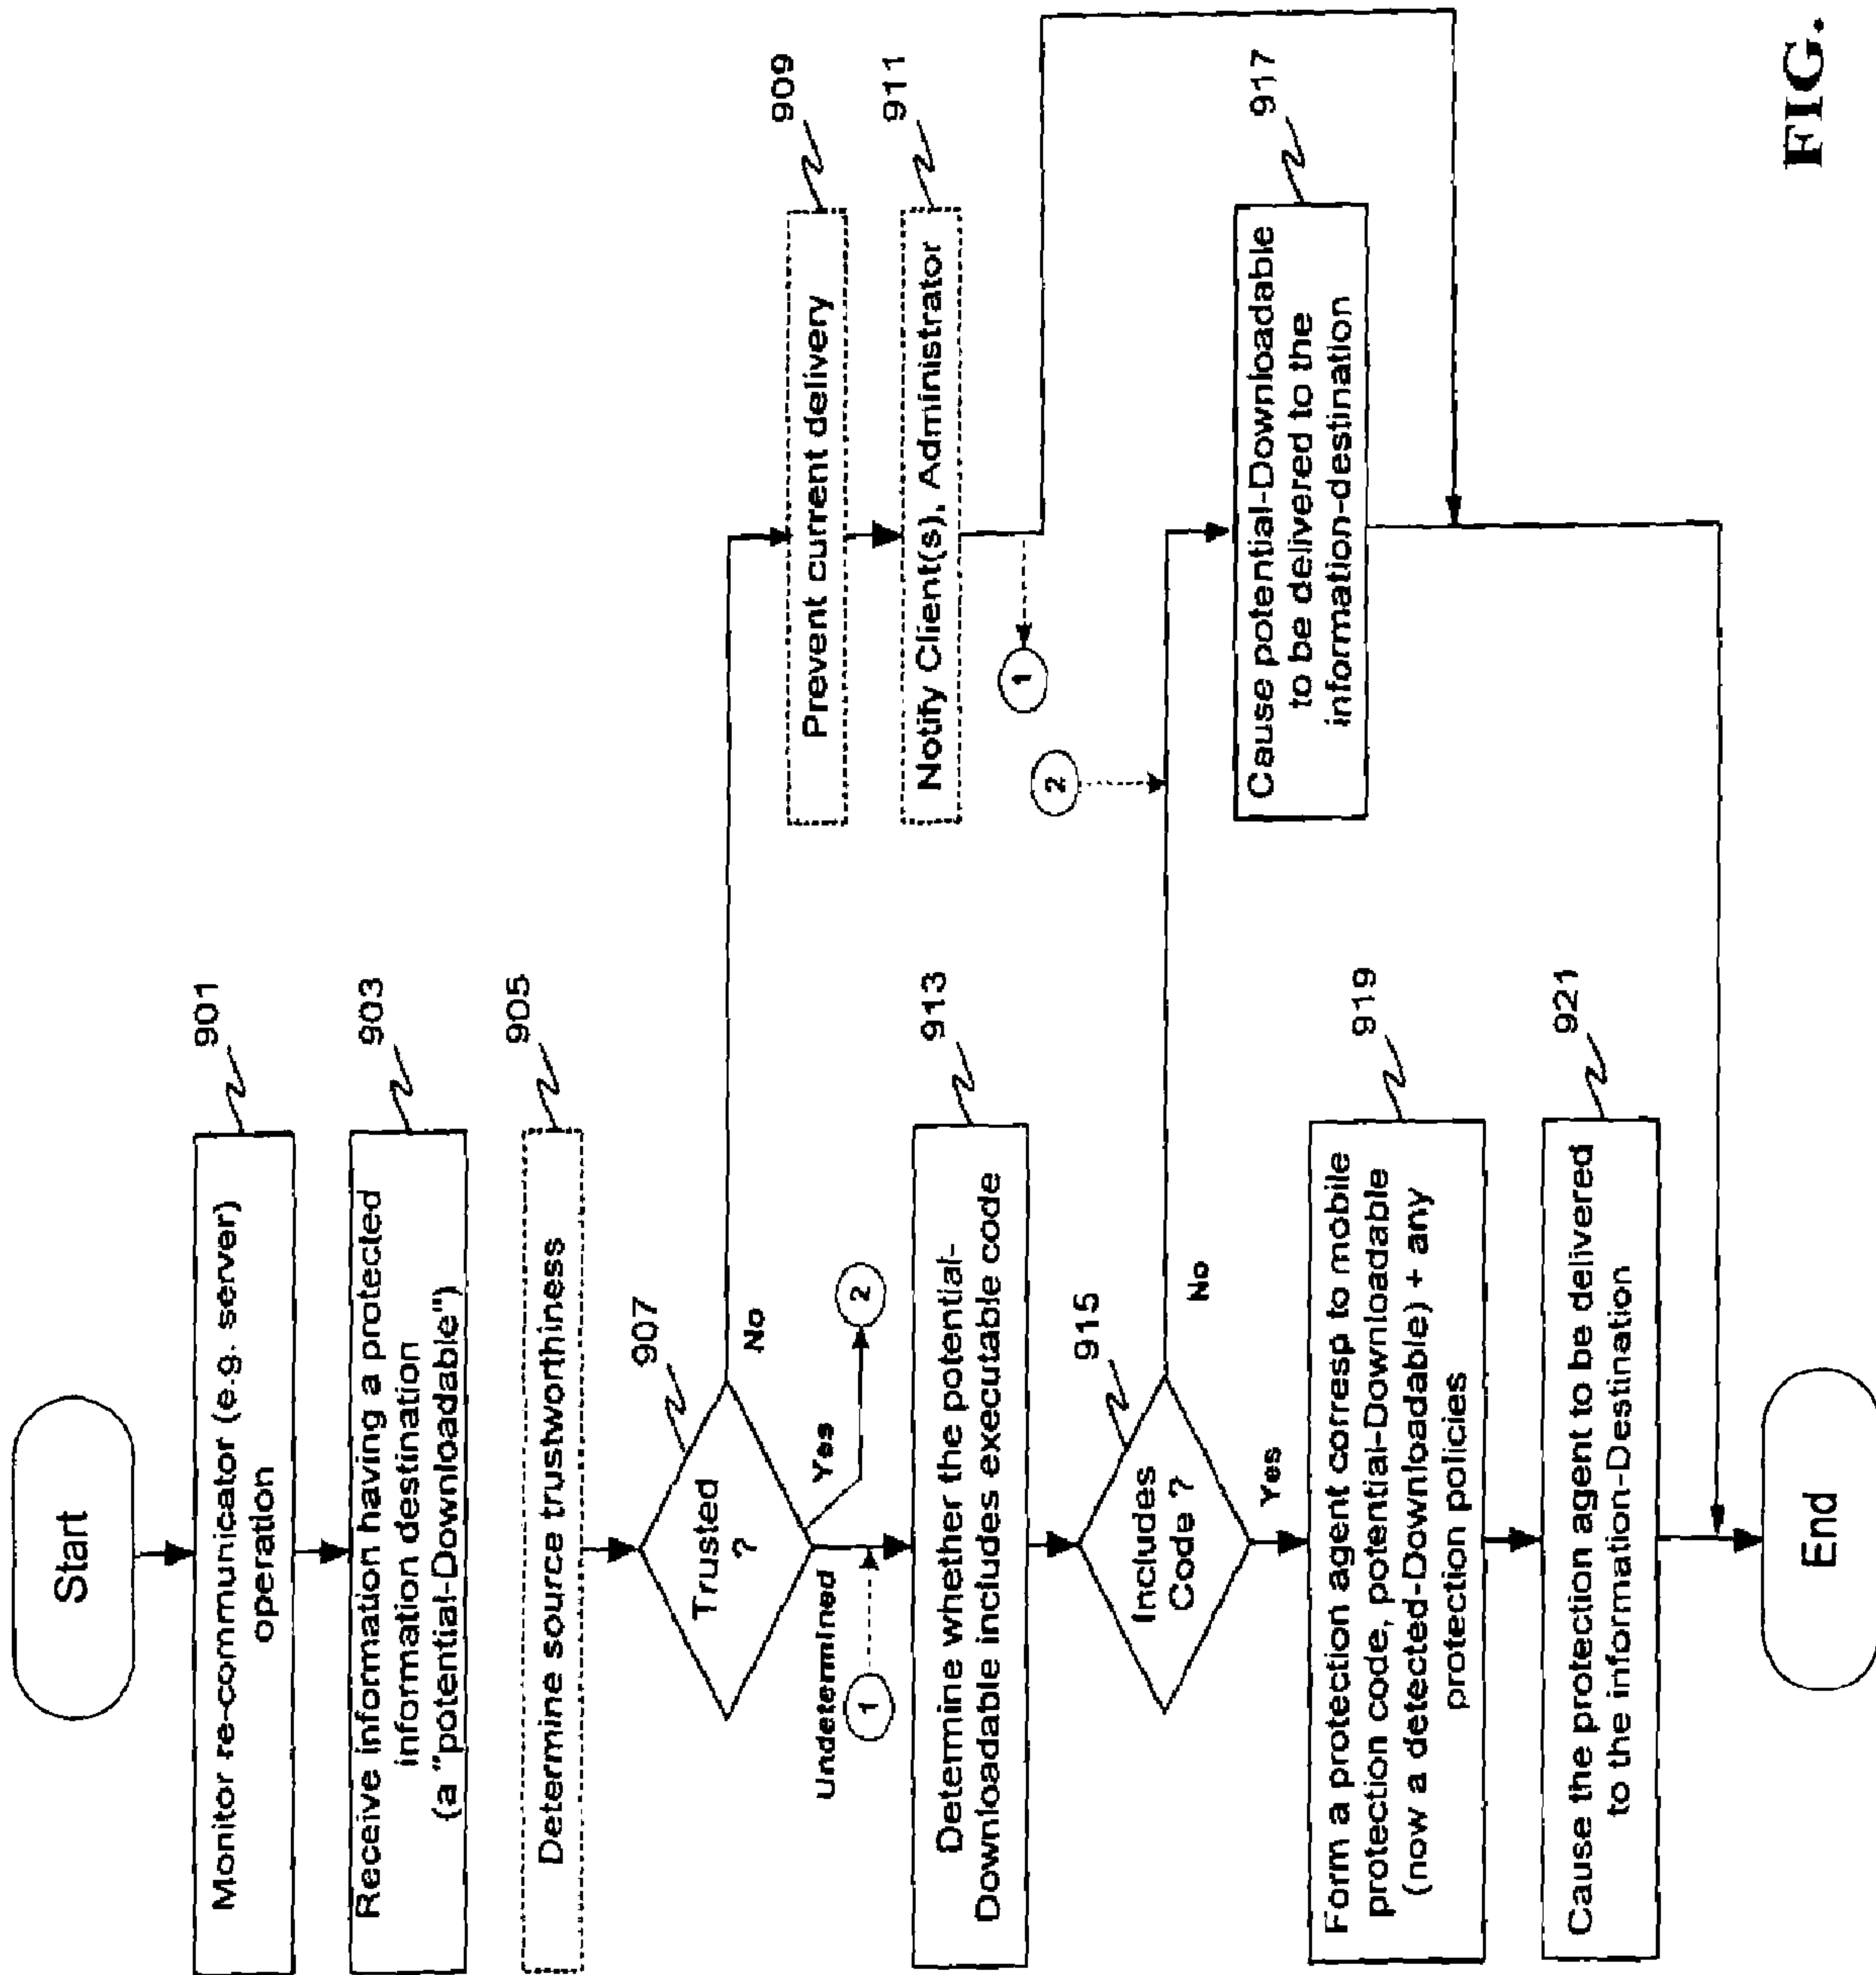 Start
901
Monitor re-communicator (e.g. server)
operation
903
Receive information having a protected
information destination
(a "potential-Downloadable")
905
Determine source trustworthiness
907
Trusted
?
No
Yes
2
Undetermined
1
909
Prevent current delivery
911
Notify Client(s), Administrator
1
913
Determine whether the potential-
Downloadable includes executable code
915
Includes
Code ?
No
Yes
2
917
Cause potential-Downloadable
to be delivered to the
information-destination
919
Form a protection agent corresp to mobile
protection code, potential-Downloadable
(now a detected-Downloadable) + any
protection policies
921
Cause the protection agent to be delivered
to the information-Destination
End
FIG.